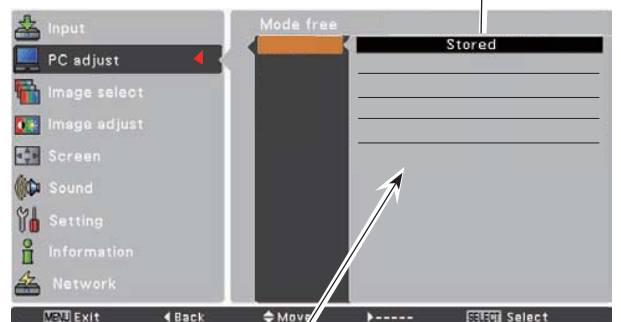 Input
PC adjust
Image select
Image adjust
Screen
Sound
Setting
Information
Network
Mode free
Stored
MENU Exit
Back
Move
-----
SELECT Select